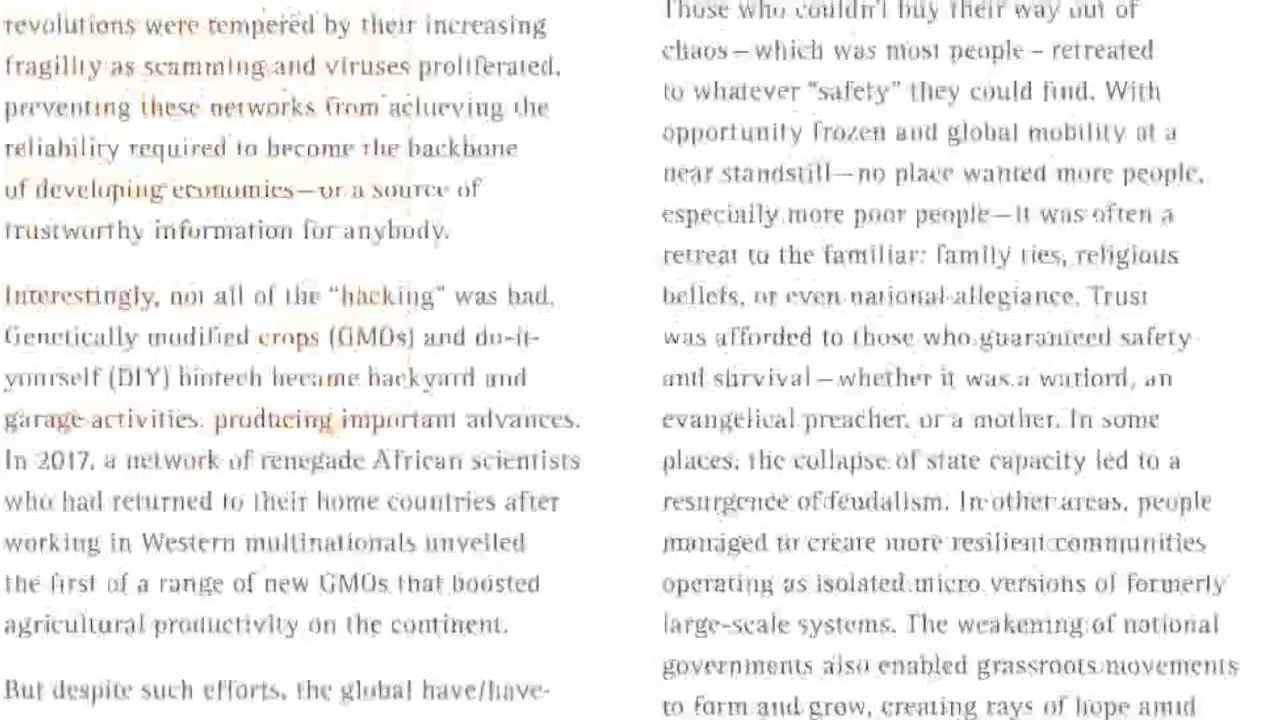 revolutions were tempered by their increasing
fragility as scamming and viruses proliferated,
preventing these networks from achieving the
reliability required to become the backbone
of developing economies—or a source of
trustworthy information for anybody.
Interestingly, not all of the “hacking” was bad.
Genetically modified crops (GMOs) and do-it-
yourself (DIY) biotech became backyard and
garage activities, producing important advances.
In 2017, a network of renegade African scientists
who had returned to their home countries after
working in Western multinationals unveiled
the first of a range of new GMOs that boosted
agricultural productivity on the continent.
But despite such efforts, the global have/have-
Those who couldn’t buy their way out of
chaos—which was most people – retreated
to whatever “safety” they could find. With
opportunity frozen and global mobility at a
near standstill—no place wanted more people,
especially more poor people—it was often a
retreat to the familiar: family ties, religious
beliefs, or even national allegiance. Trust
was afforded to those who guaranteed safety
and survival—whether it was a warlord, an
evangelical preacher, or a mother. In some
places, the collapse of state capacity led to a
resurgence of feudalism. In other areas, people
managed to create more resilient communities
operating as isolated micro versions of formerly
large-scale systems. The weakening of national
governments also enabled grassroots movements
to form and grow, creating rays of hope amid